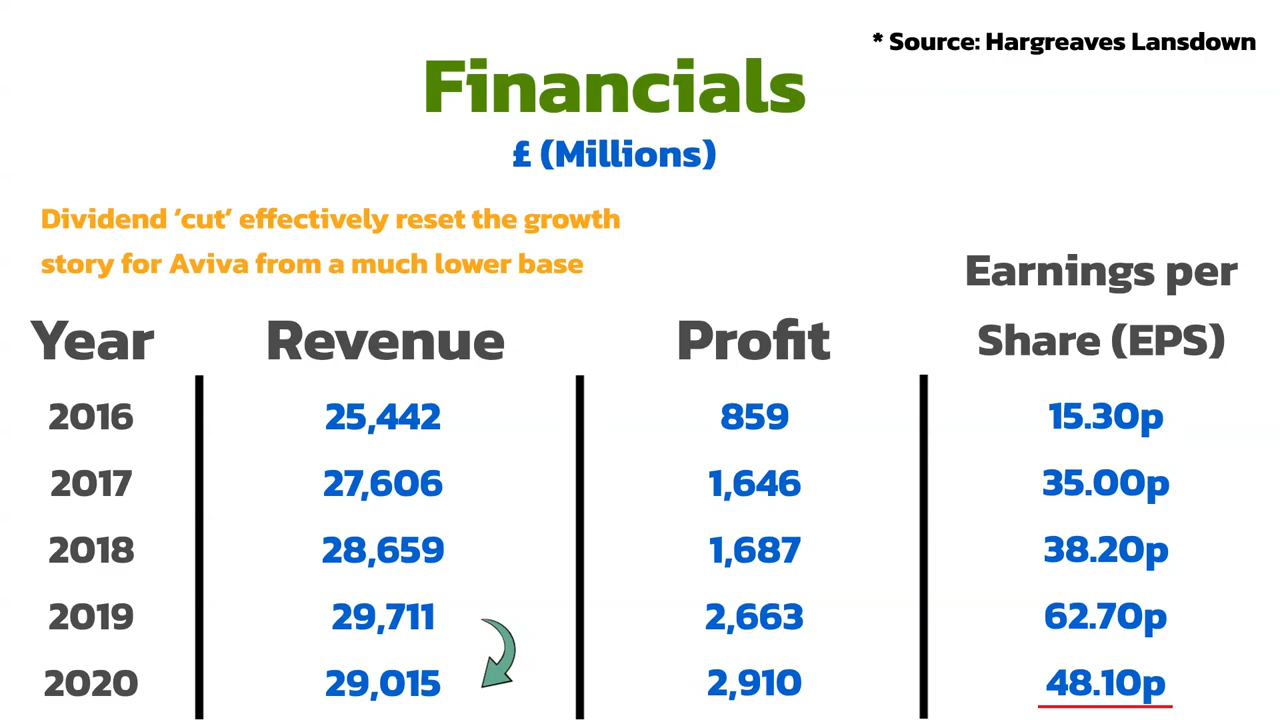 * Source: Hargreaves Lansdown
Financials
£ (Millions)
Dividend ‘cut’ effectively reset the growth
story for Aviva from a much lower base
Earnings per
Year Revenue Profit Share (EPS)
2016 25,442 859 15.30p
2017 27,606 1,646 35.00p
2018 28,659 1,687 38.20p
2019 29,711 2,663 62.70p
2020 29,015 2,910 48.10p